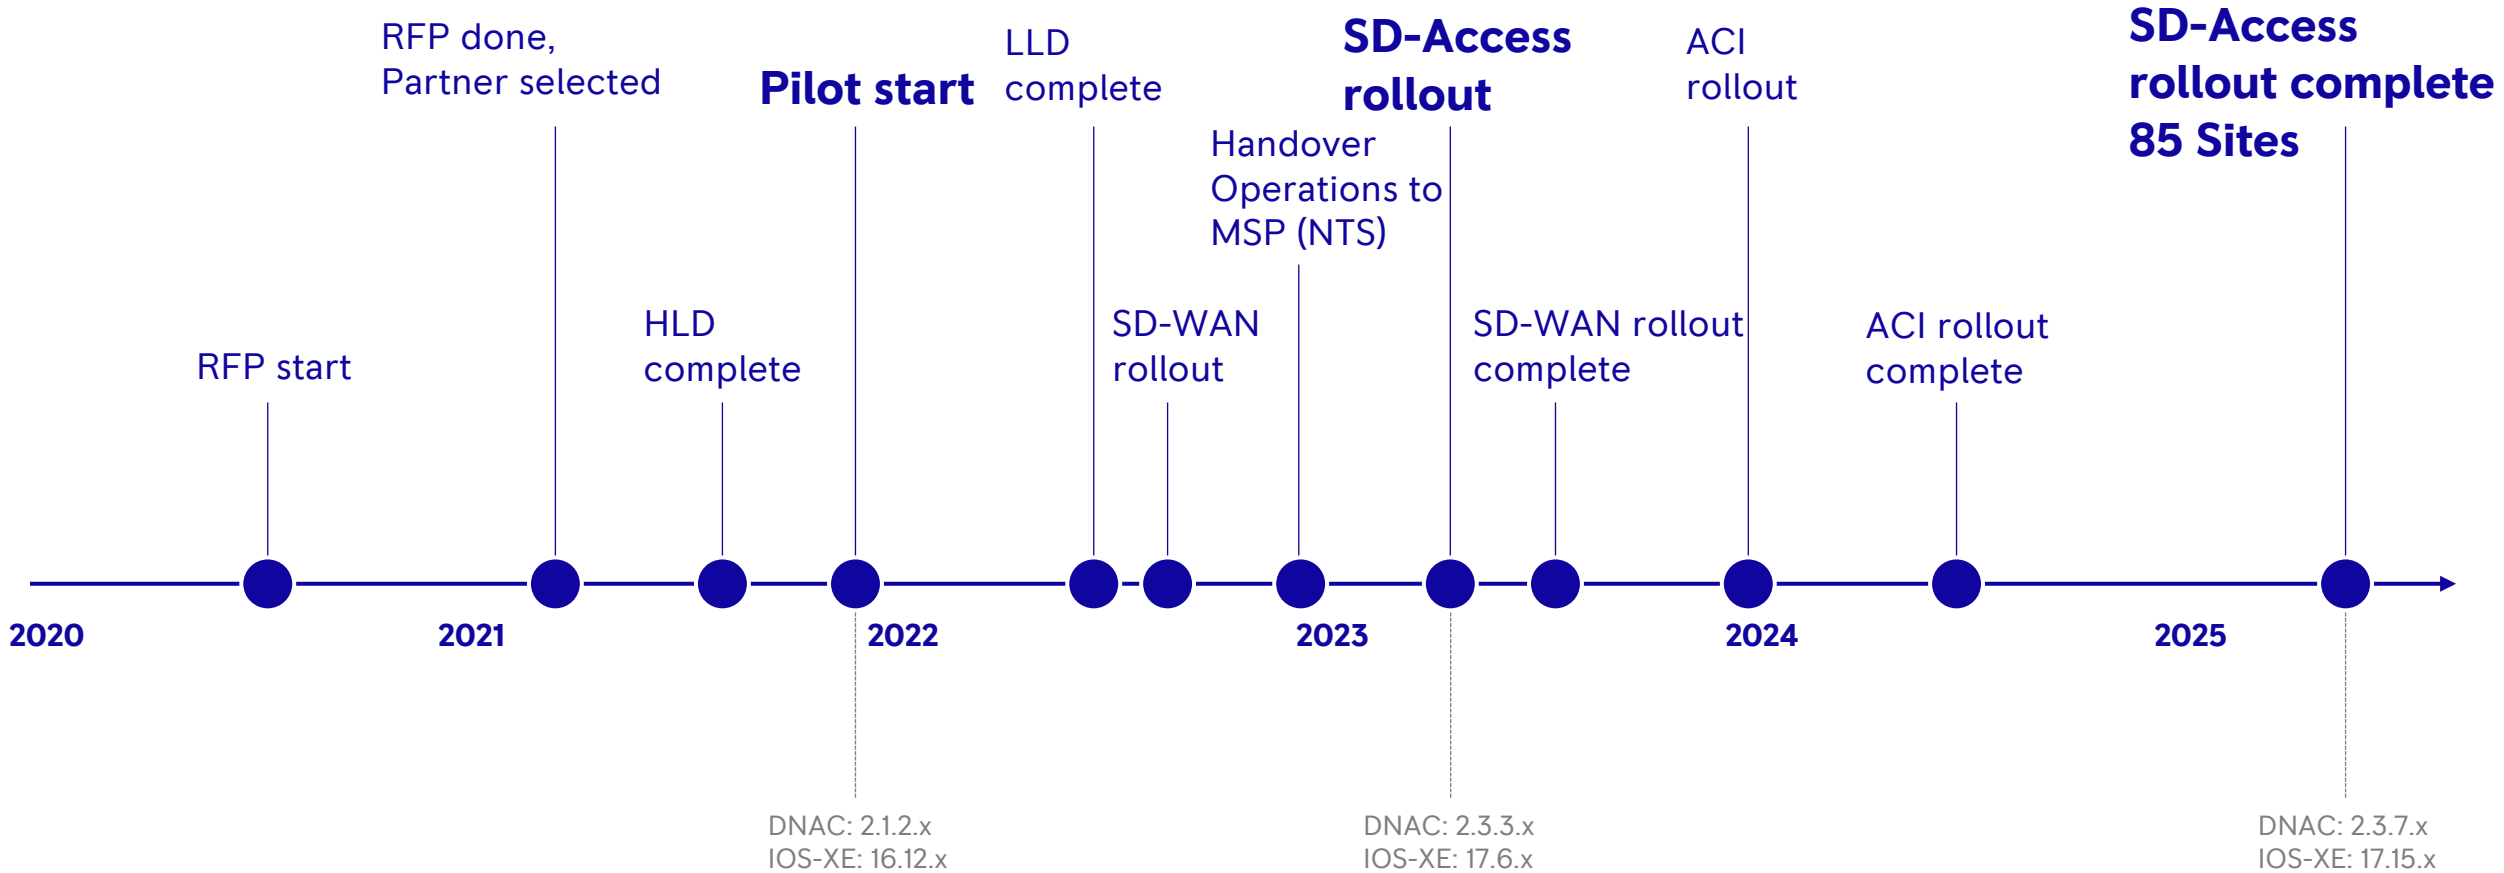 RFP done,
Partner selected
Pilot start
LLD
complete
SD-Access
rollout
ACI
rollout
SD-Access
rollout complete
85 Sites
Handover
Operations to
MSP (NTS)
RFP start
HLD
complete
SD-WAN
rollout
SD-WAN rollout
complete
ACI rollout
complete
2020
2021
2022
2023
2024
2025
DNAC: 2.1.2.x
IOS-XE: 16.12.x
DNAC: 2.3.3.x
IOS-XE: 17.6.x
DNAC: 2.3.7.x
IOS-XE: 17.15.x